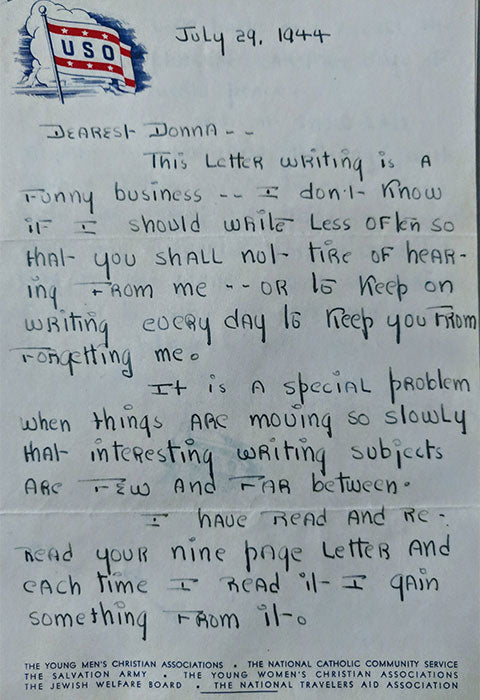 USO
July 29, 1944
Dearest Donna --
This letter writing is a
funny business -- I don't know
if I should write less often so
that you shall not tire of hear-
ing from me -- or to keep on
writing every day to keep you from
forgetting me.
It is a special problem
when things are moving so slowly
that interesting writing subjects
are few and far between.
I have read and re-
read your nine page letter and
each time I read it I gain
something from it.
THE YOUNG MEN'S CHRISTIAN ASSOCIATIONS • THE NATIONAL CATHOLIC COMMUNITY SERVICE
THE SALVATION ARMY • THE YOUNG WOMEN'S CHRISTIAN ASSOCIATIONS
THE JEWISH WELFARE BOARD • THE NATIONAL TRAVELERS AID ASSOCIATION